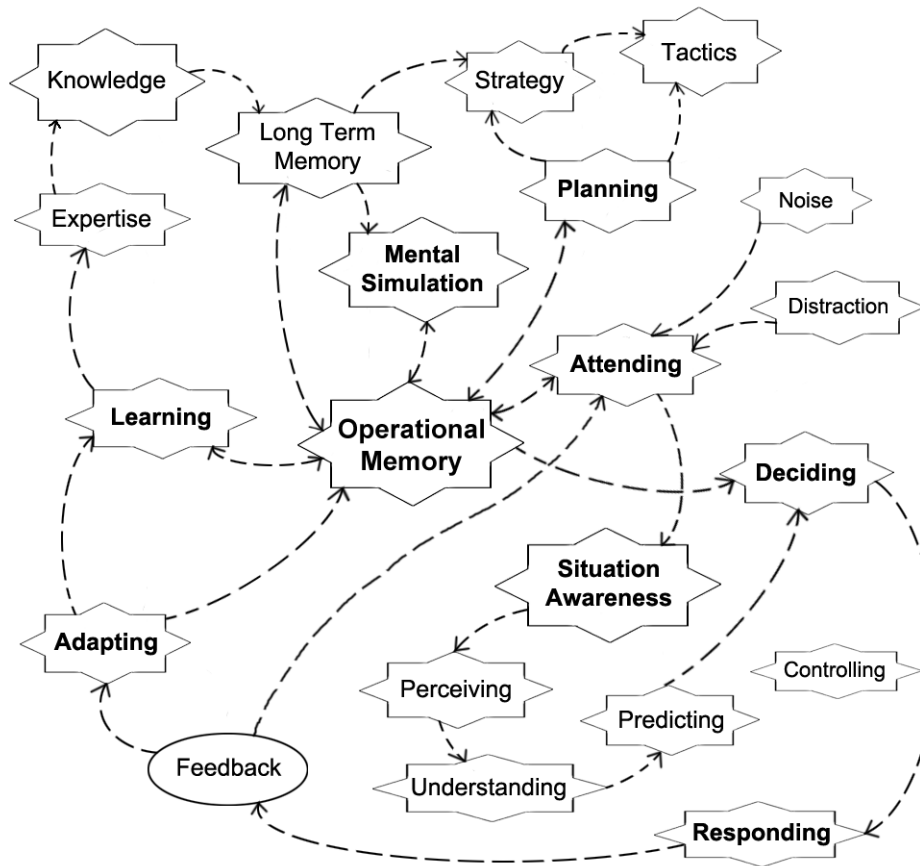 Knowledge
Strategy
Tactics
Long Term
Memory
Planning
Noise
Expertise
Mental
Simulation
Distraction
Attending
Learning
Operational
Memory
Deciding
Situation
Awareness
Adapting
Perceiving
Controlling
Predicting
Feedback
Understanding
Responding